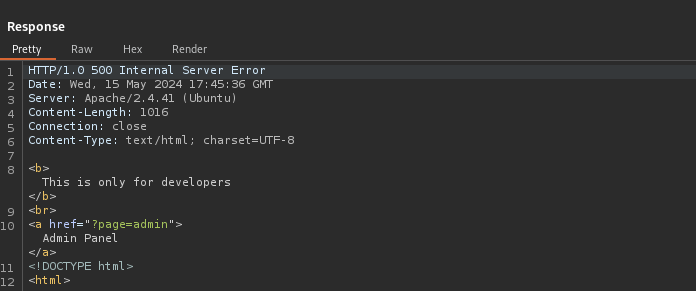 Response
Pretty Raw Hex Render
1 HTTP/1.0 500 Internal Server Error
2 Date: Wed, 15 May 2024 17:45:36 GMT
3 Server: Apache/2.4.41 (Ubuntu)
4 Content-Length: 1016
5 Connection: close
6 Content-Type: text/html; charset=UTF-8
7
8 <b>
This is only for developers
</b>
9 <br>
10 <a href="?page=admin">
Admin Panel
</a>
11 <!DOCTYPE html>
12 <html>